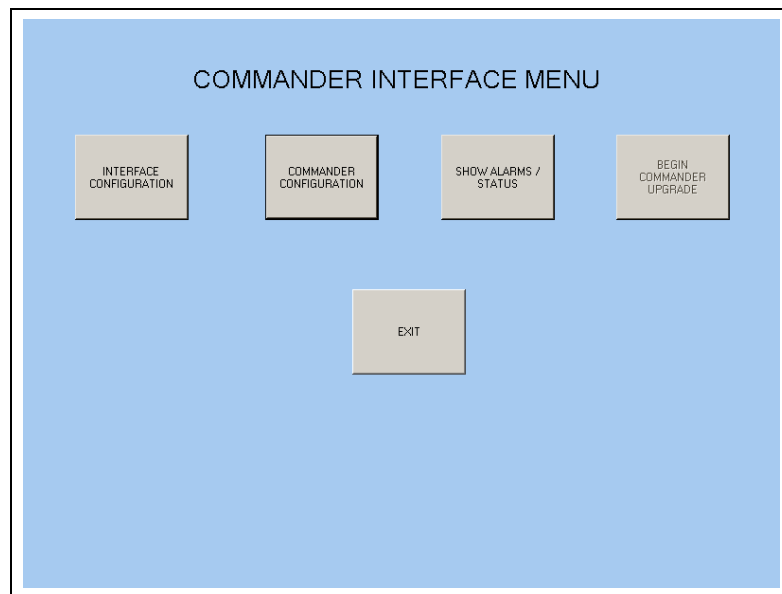 COMMANDER INTERFACE MENU
INTERFACE
CONFIGURATION
COMMANDER
CONFIGURATION
SHOW ALARMS /
STATUS
BEGIN
COMMANDER
UPGRADE
EXIT